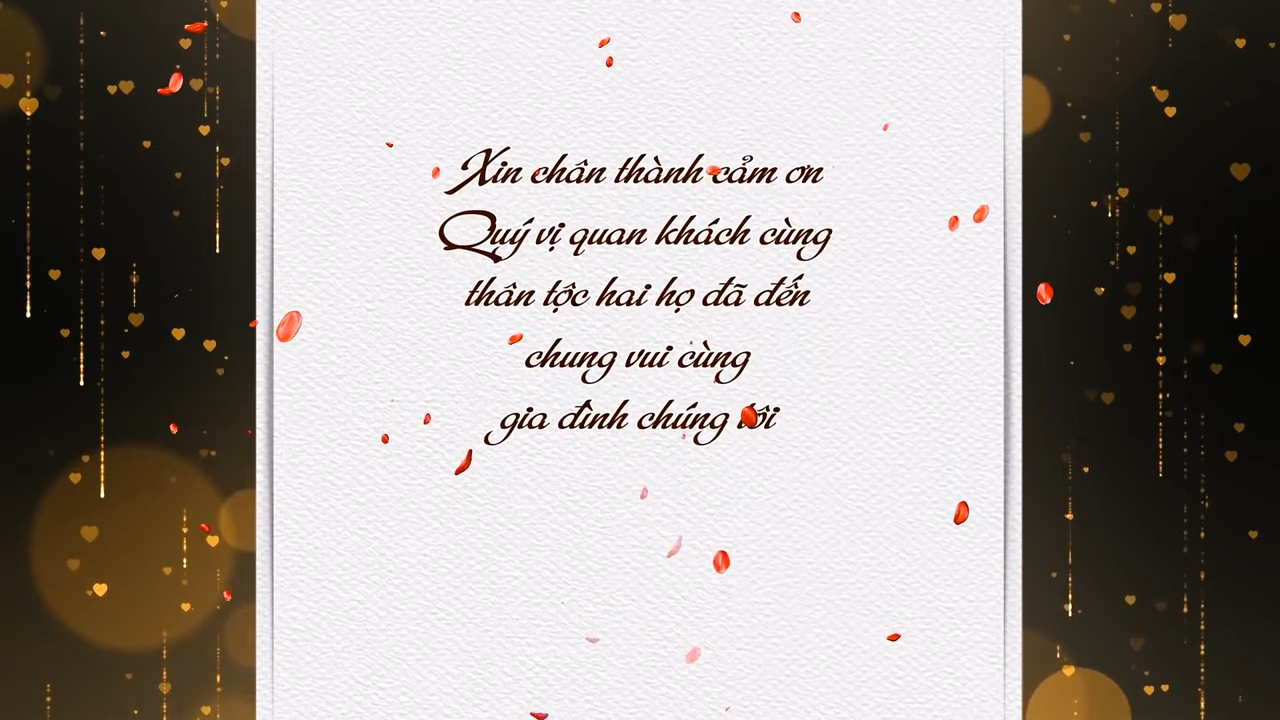 Xin chân thành cảm ơn
Quý vị quan khách cùng
thân tộc hai họ đã đến
chung vui cùng
gia đình chúng tôi